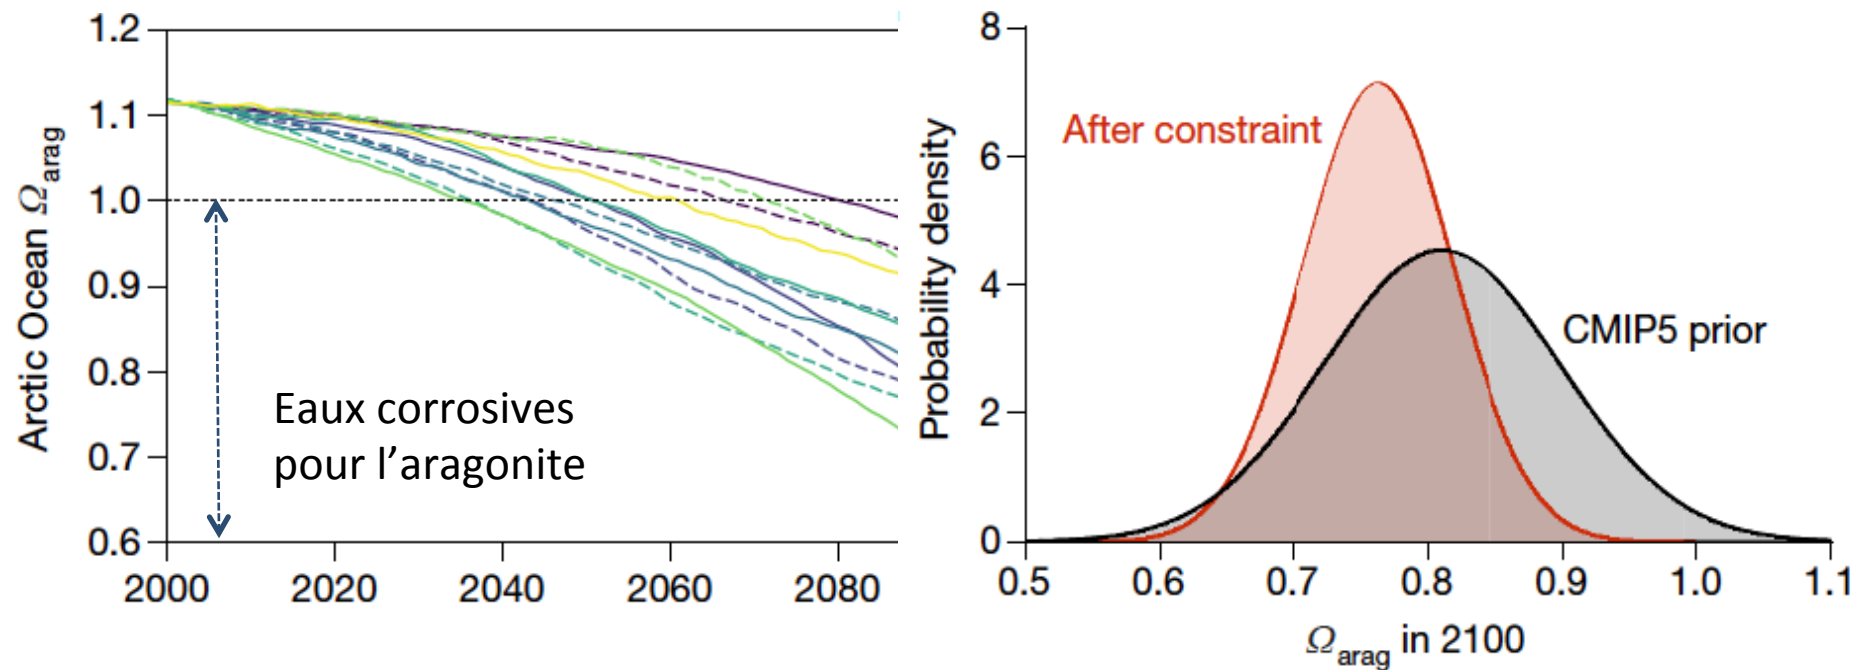 1.2
1.1
1.0
0.9
0.8
0.7
0.6
Arctic Ocean Ωarag
Eaux corrosives
pour l’aragonite
2000 2020 2040 2060 2080
8
6
4
2
0
Probability density
After constraint
CMIP5 prior
0.5 0.6 0.7 0.8 0.9 1.0 1.1
Ωarag in 2100